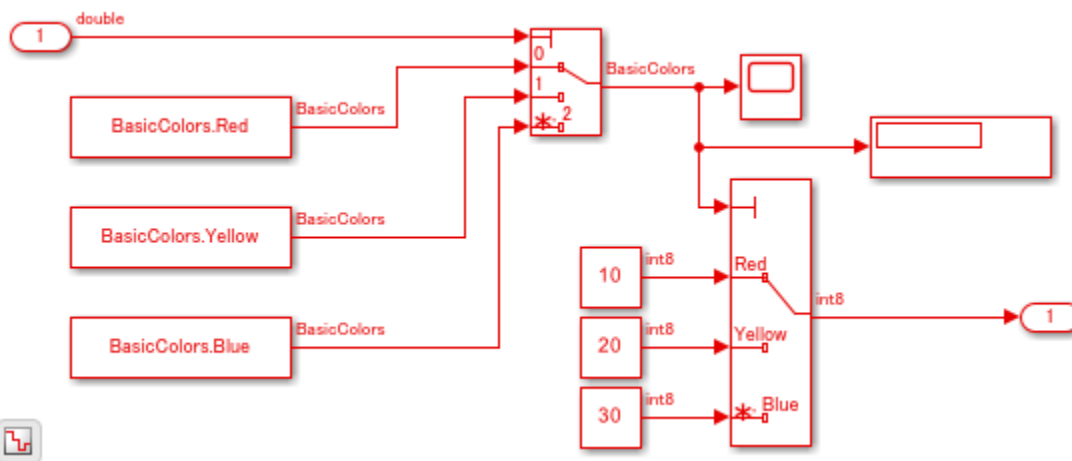 double
1
0
BasicColors
1
BasicColors
2
BasicColors.Red
BasicColors
BasicColors.Yellow
BasicColors
BasicColors.Blue
10
int8
Red
int8
1
20
int8
Yellow
30
int8
Blue